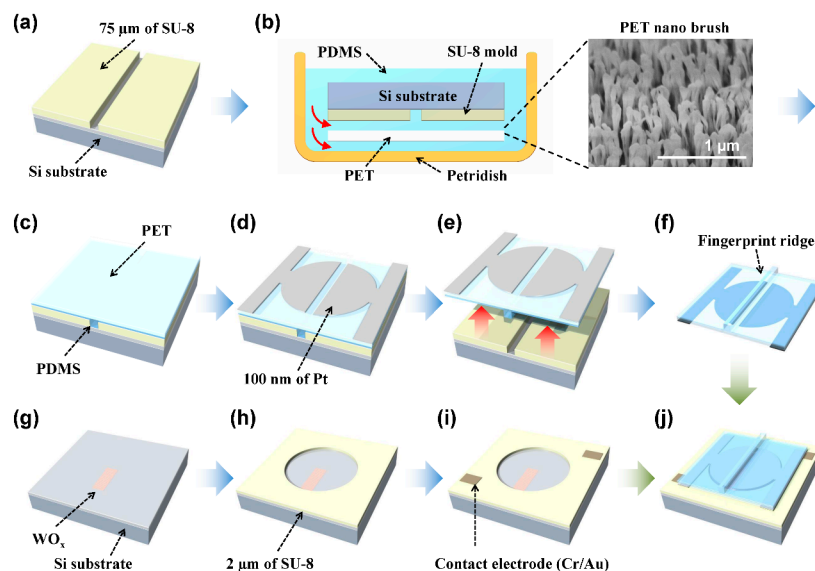 (a)
75 μm of SU-8
Si substrate
(b)
PDMS
SU-8 mold
Si substrate
PET
Petridish
PET nano brush
1 μm
(c)
PET
PDMS
(d)
100 nm of Pt
(e)
(f)
Fingerprint ridge
(g)
WOₓ
Si substrate
(h)
2 μm of SU-8
(i)
Contact electrode (Cr/Au)
(j)